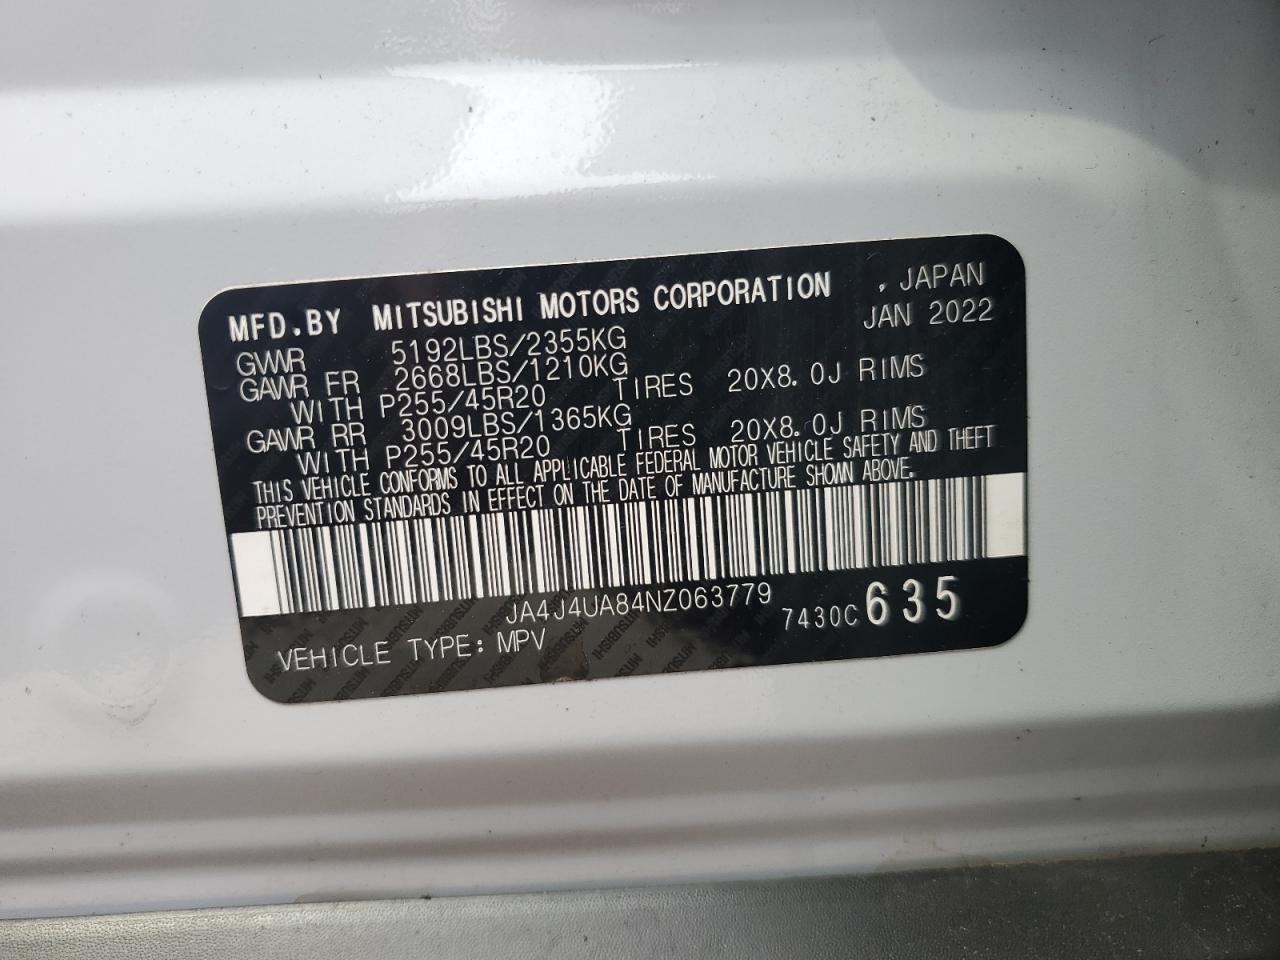 MFD.BY MITSUBISHI MOTORS CORPORATION , JAPAN
JAN 2022
GVWR 5192LBS/2355KG
GAWR FR 2668LBS/1210KG
WITH P255/45R20 TIRES 20X8.0J RIMS
GAWR RR 3009LBS/1365KG
WITH P255/45R20 TIRES 20X8.0J RIMS
THIS VEHICLE CONFORMS TO ALL APPLICABLE FEDERAL MOTOR VEHICLE SAFETY AND THEFT
PREVENTION STANDARDS IN EFFECT ON THE DATE OF MANUFACTURE SHOWN ABOVE.
JA4J4UA84NZ063779 7430C 635
VEHICLE TYPE: MPV